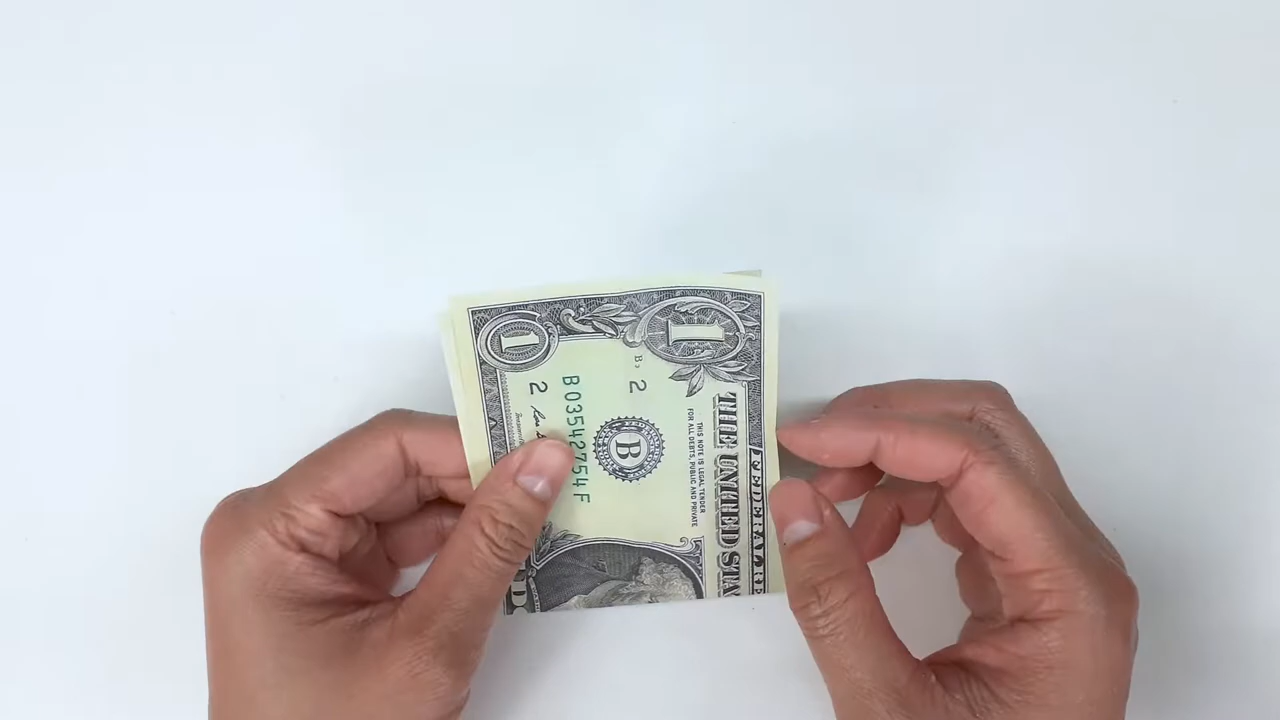 FEDERAL RE
THE UNITED STA
THIS NOTE IS LEGAL TENDER
FOR ALL DEBTS, PUBLIC AND PRIVATE
1
2
B
B03542754F
2
1